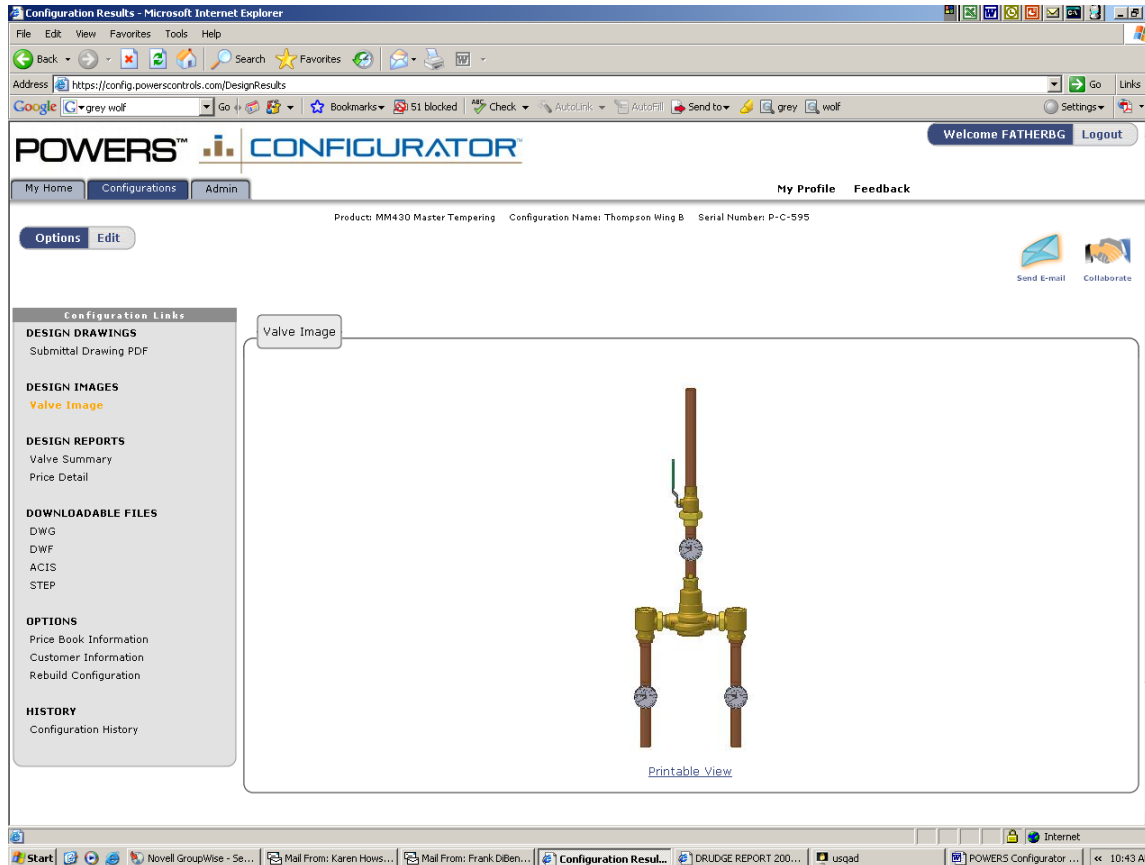 Configuration Results - Microsoft Internet Explorer
File Edit View Favorites Tools Help
Back Search Favorites
Address https://config.powerscontrols.com/DesignResults Go Links
Google grey wolf Go Bookmarks 51 blocked Check AutoLink AutoFill Send to grey wolf Settings
POWERS™ CONFIGURATOR
Welcome FATHERBG Logout
My Home Configurations Admin My Profile Feedback
Product: MM430 Master Tempering Configuration Name: Thompson Wing B Serial Number: P-C-595
Options Edit
Send E-mail Collaborate
Configuration Links
DESIGN DRAWINGS
Submittal Drawing PDF
DESIGN IMAGES
Valve Image
DESIGN REPORTS
Valve Summary
Price Detail
DOWNLOADABLE FILES
DWG
DWF
ACIS
STEP
OPTIONS
Price Book Information
Customer Information
Rebuild Configuration
HISTORY
Configuration History
Valve Image
Printable View
Internet
Start Novell GroupWise - Se... Mail From: Karen Hows... Mail From: Frank DiBen... Configuration Resul... DRUDGE REPORT 200... usqad POWERS Configurator ... « 10:43 A